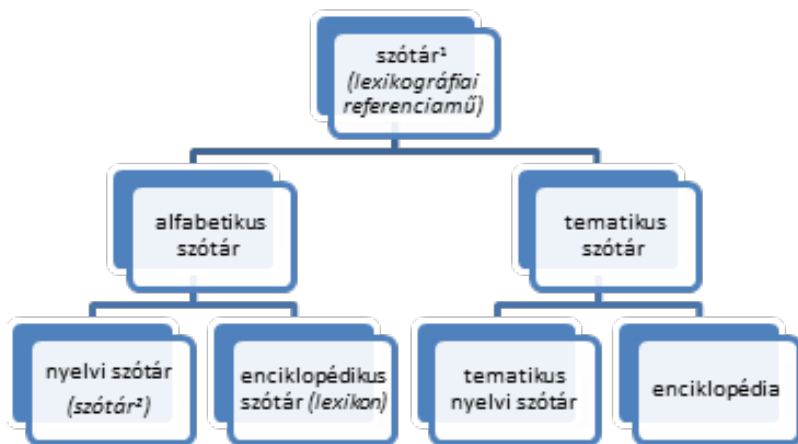 szótár¹
(lexikográfiai
referenciamű)
alfabetikus
szótár
tematikus
szótár
nyelvi szótár
(szótár²)
enciklopédikus
szótár (lexikon)
tematikus
nyelvi szótár
enciklopédia